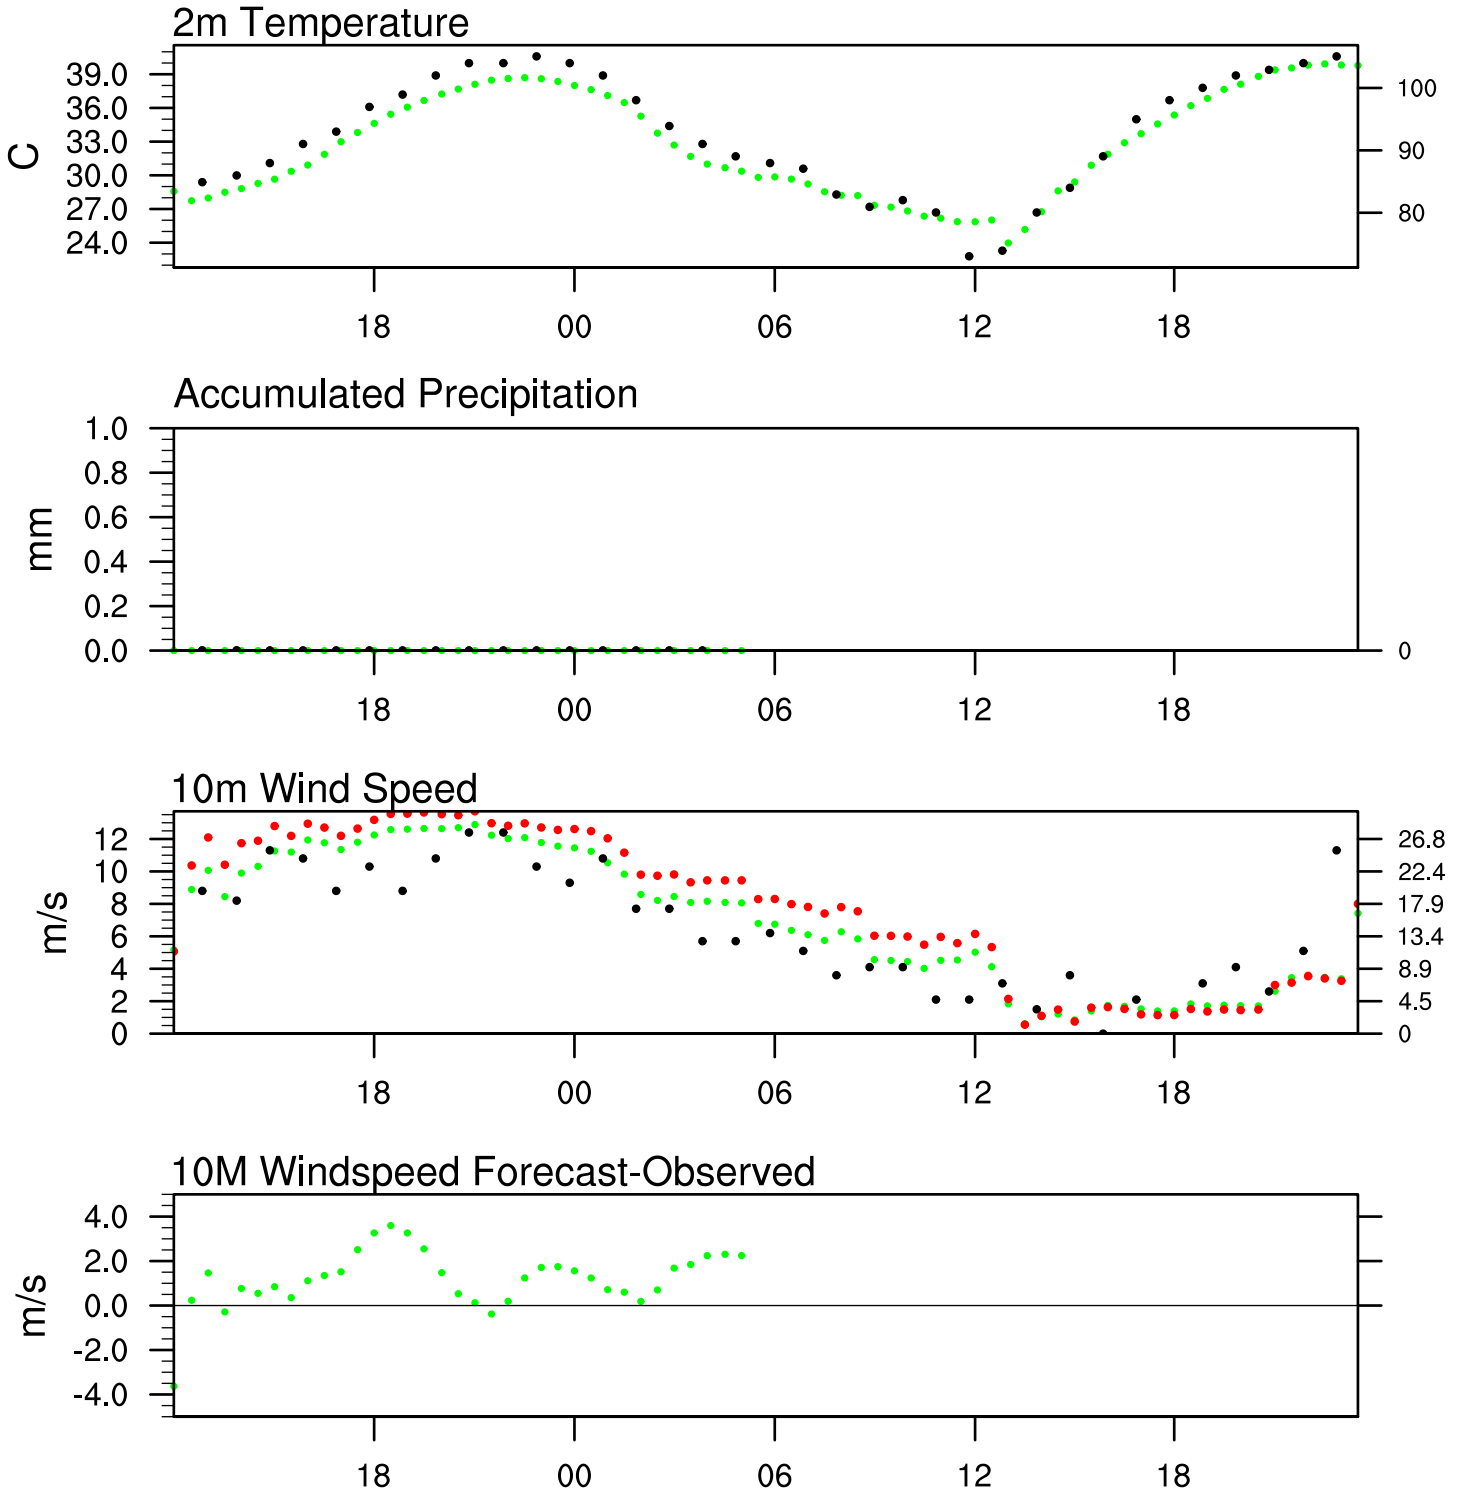 2m Temperature
39.0
36.0
33.0
30.0
27.0
24.0
C
100
90
80
18 00 06 12 18
Accumulated Precipitation
1.0
0.8
0.6
0.4
0.2
0.0
mm
0
18 00 06 12 18
10m Wind Speed
12
10
8
6
4
2
0
m/s
26.8
22.4
17.9
13.4
8.9
4.5
0
18 00 06 12 18
10M Windspeed Forecast-Observed
4.0
2.0
0.0
-2.0
-4.0
m/s
18 00 06 12 18